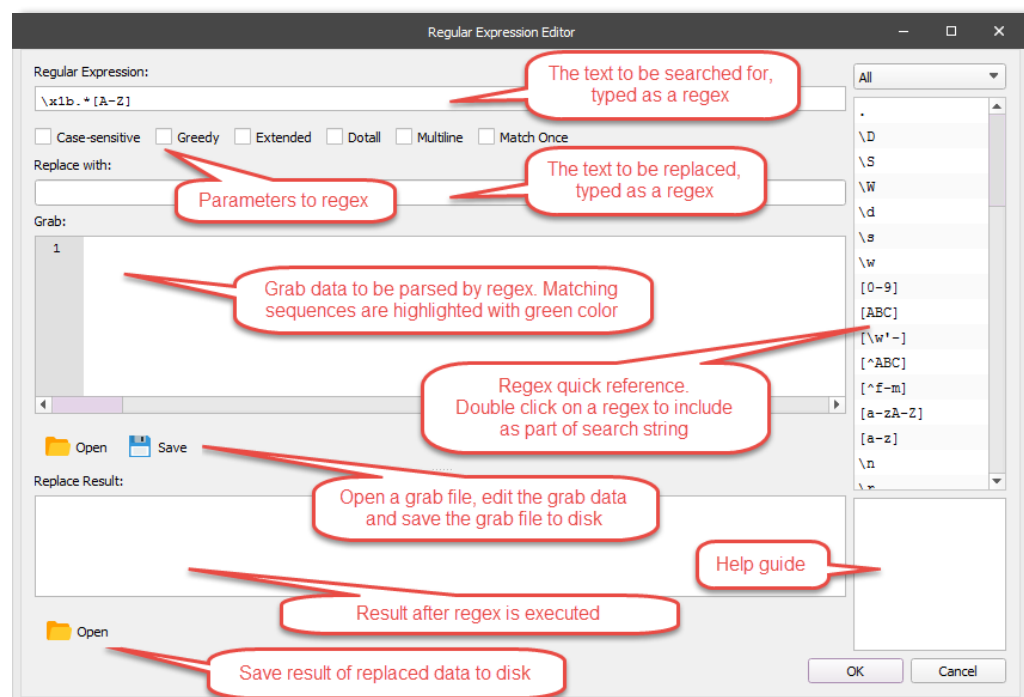 Regular Expression Editor
Regular Expression:
\x1b.*[A-Z]
The text to be searched for,
typed as a regex
Case-sensitive Greedy Extended Dotall Multiline Match Once
Replace with:
Parameters to regex
The text to be replaced,
typed as a regex
Grab:
1
Grab data to be parsed by regex. Matching
sequences are highlighted with green color
All
.
\D
\S
\W
\d
\s
\w
[0-9]
[ABC]
[\w'-]
[^ABC]
[^f-m]
[a-zA-Z]
[a-z]
\n
\r
Regex quick reference.
Double click on a regex to include
as part of search string
Open Save
Open a grab file, edit the grab data
and save the grab file to disk
Replace Result:
Result after regex is executed
Help guide
Open
Save result of replaced data to disk
OK Cancel